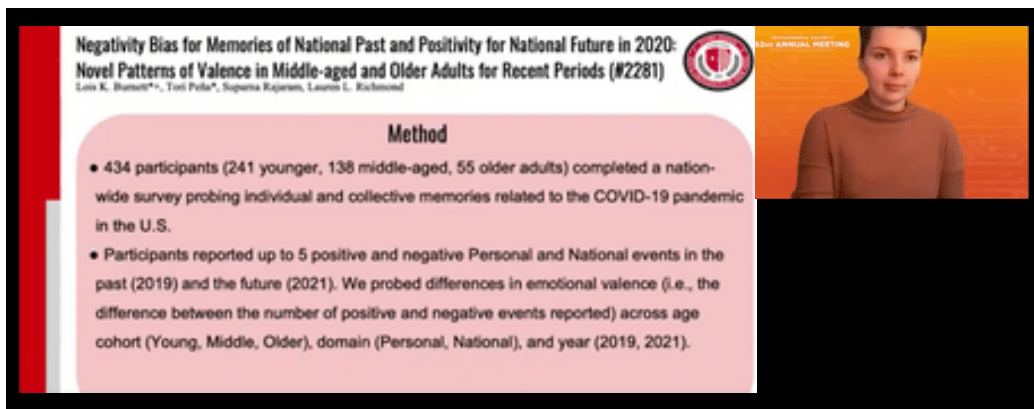 Negativity Bias for Memories of National Past and Positivity for National Future in 2020:
Novel Patterns of Valence in Middle-aged and Older Adults for Recent Periods (#2281)
Lois K. Burnett*+, Tori Peña*, Suparna Rajaram, Lauren L. Richmond
62ND ANNUAL MEETING
Method
● 434 participants (241 younger, 138 middle-aged, 55 older adults) completed a nation-
wide survey probing individual and collective memories related to the COVID-19 pandemic
in the U.S.
● Participants reported up to 5 positive and negative Personal and National events in the
past (2019) and the future (2021). We probed differences in emotional valence (i.e., the
difference between the number of positive and negative events reported) across age
cohort (Young, Middle, Older), domain (Personal, National), and year (2019, 2021).